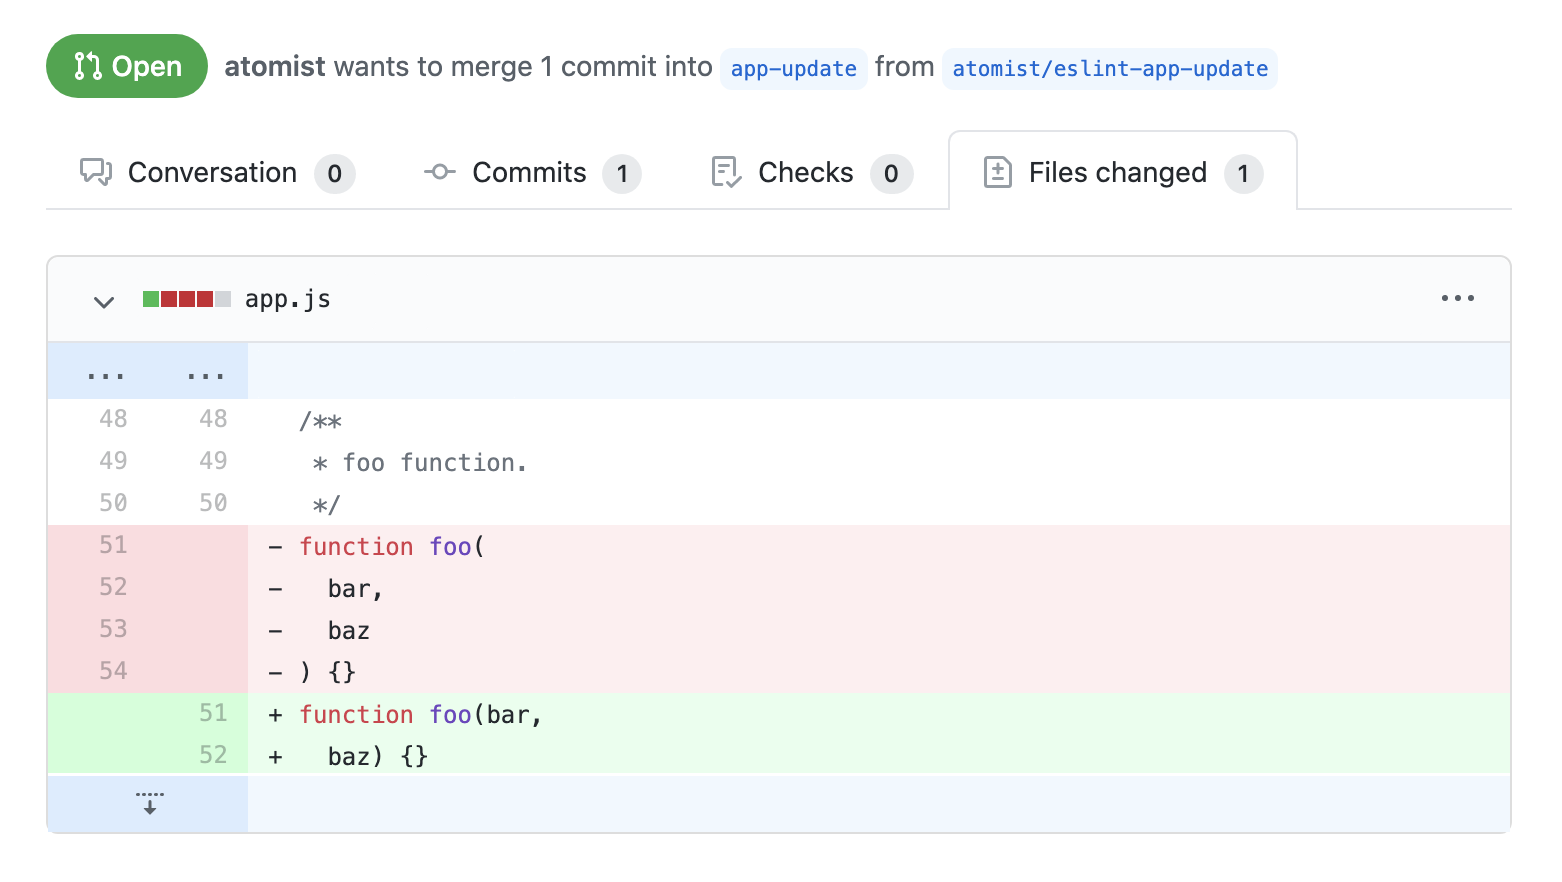 Open atomist wants to merge 1 commit into app-update from atomist/eslint-app-update
Conversation 0 Commits 1 Checks 0 Files changed 1
app.js ...
... ...
48 48 /**
49 49 * foo function.
50 50 */
51 - function foo(
52 - bar,
53 - baz
54 - ) {}
51 + function foo(bar,
52 + baz) {}